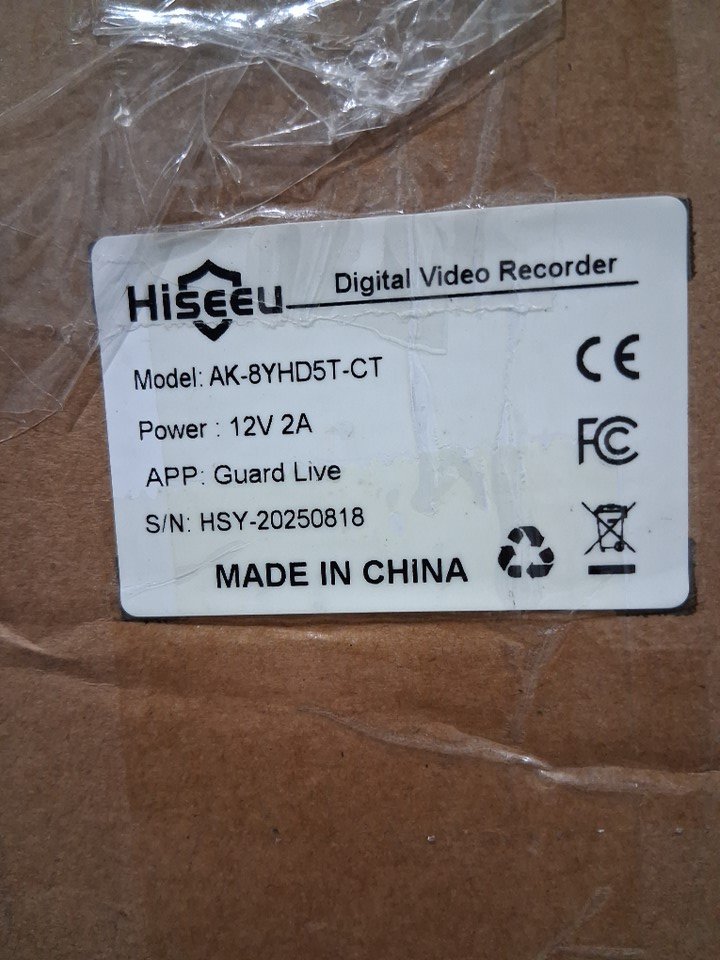 HiSEEU
Digital Video Recorder
Model: AK-8YHD5T-CT
Power : 12V 2A
APP: Guard Live
S/N: HSY-20250818
MADE IN CHINA
CE
FC